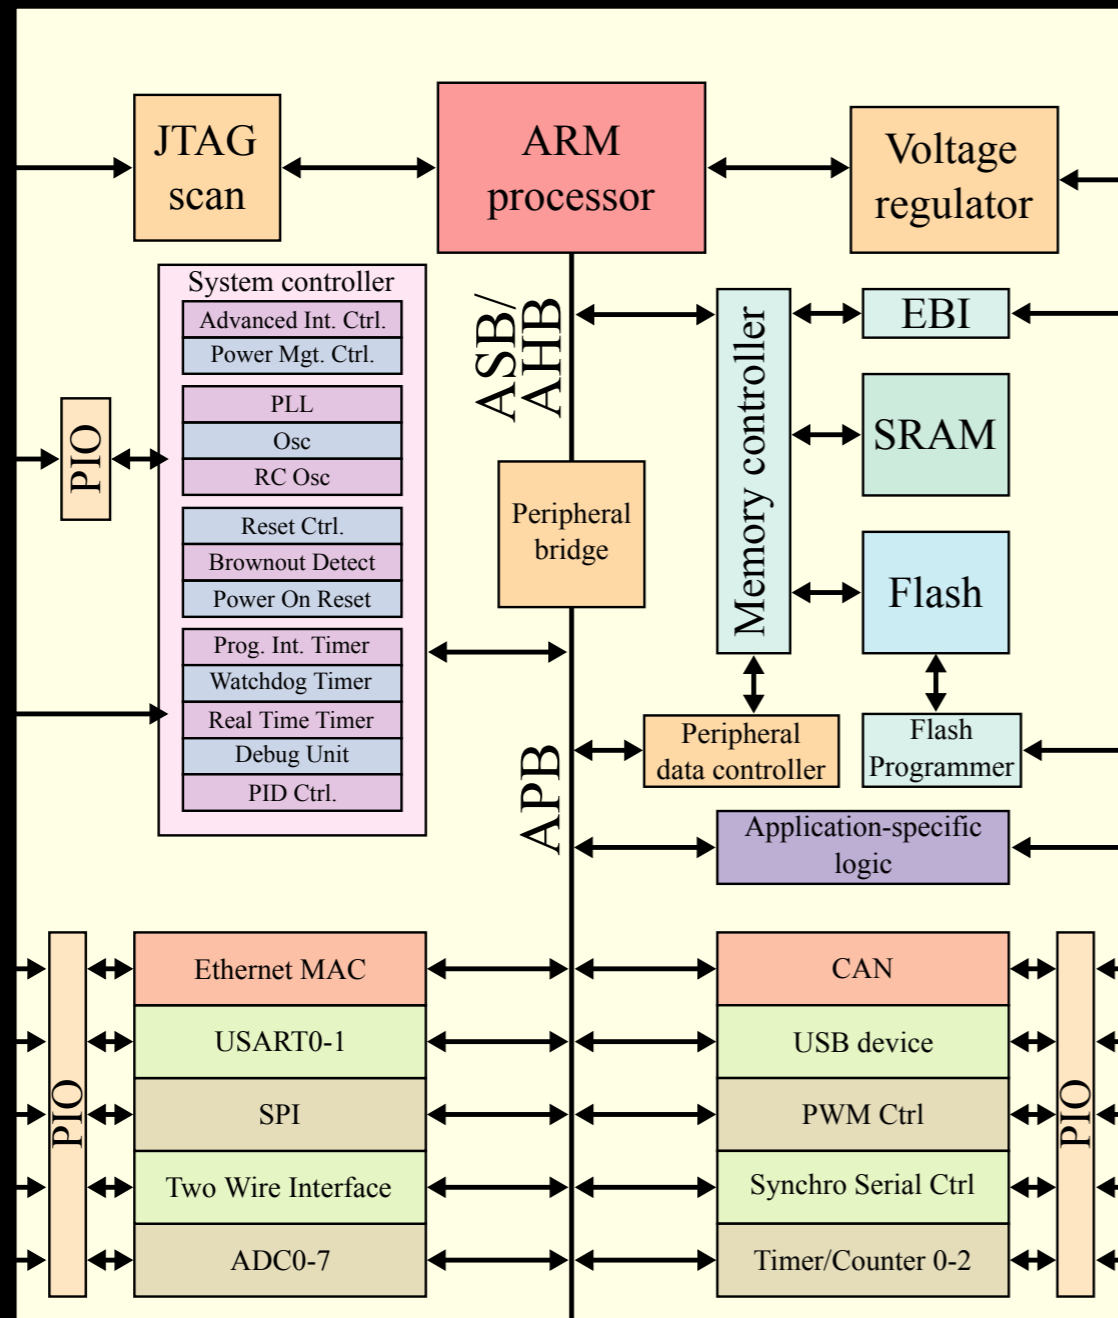 JTAG
scan
ARM
processor
Voltage
regulator
System controller
Advanced Int. Ctrl.
Power Mgt. Ctrl.
PLL
Osc
RC Osc
Reset Ctrl.
Brownout Detect
Power On Reset
Prog. Int. Timer
Watchdog Timer
Real Time Timer
Debug Unit
PID Ctrl.
PIO
ASB/
AHB
Peripheral
bridge
APB
Memory controller
EBI
SRAM
Flash
Peripheral
data controller
Flash
Programmer
Application-specific
logic
PIO
Ethernet MAC
USART0-1
SPI
Two Wire Interface
ADC0-7
CAN
USB device
PWM Ctrl
Synchro Serial Ctrl
Timer/Counter 0-2
PIO